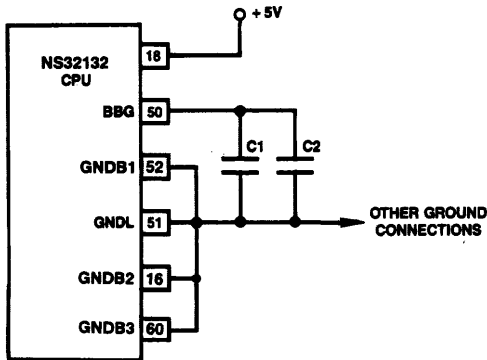 + 5V
NS32132
CPU
18
BBG 50
C1 C2
GNDB1 52
GNDL 51
OTHER GROUND
CONNECTIONS
GNDB2 16
GNDB3 60